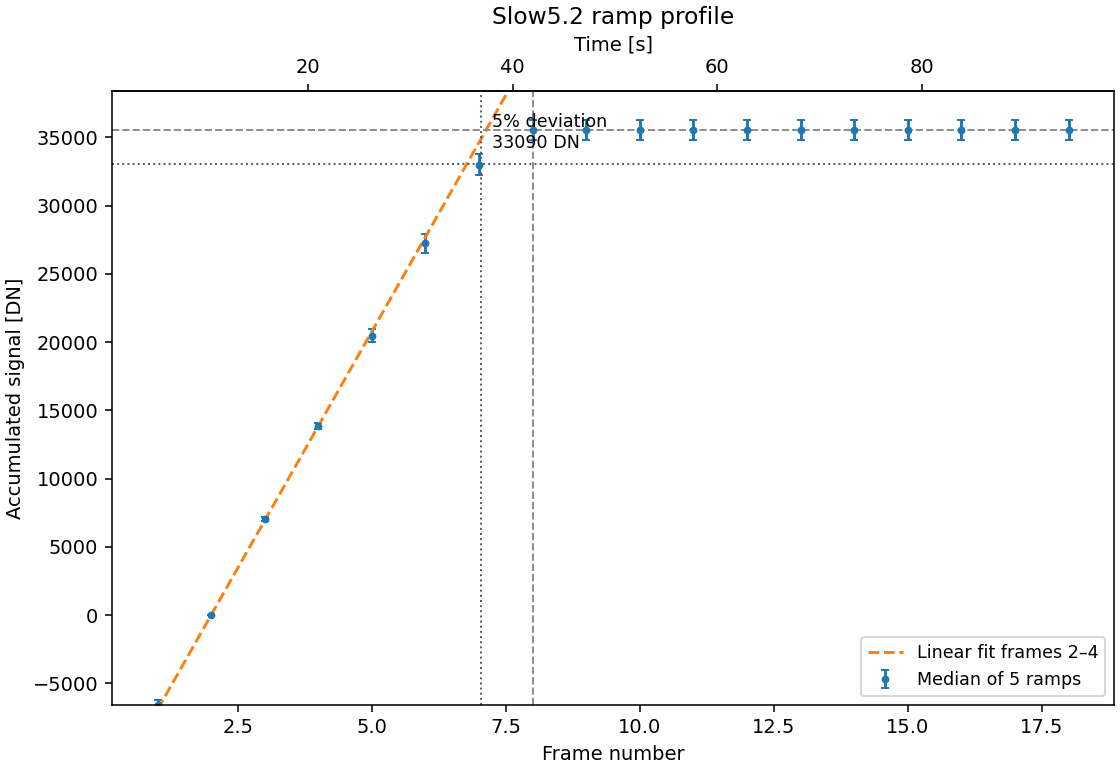 Slow5.2 ramp profile
Time [s]
20 40 60 80
5% deviation
33090 DN
35000
30000
25000
20000
15000
10000
5000
0
−5000
Accumulated signal [DN]
Linear fit frames 2–4
Median of 5 ramps
2.5 5.0 7.5 10.0 12.5 15.0 17.5
Frame number